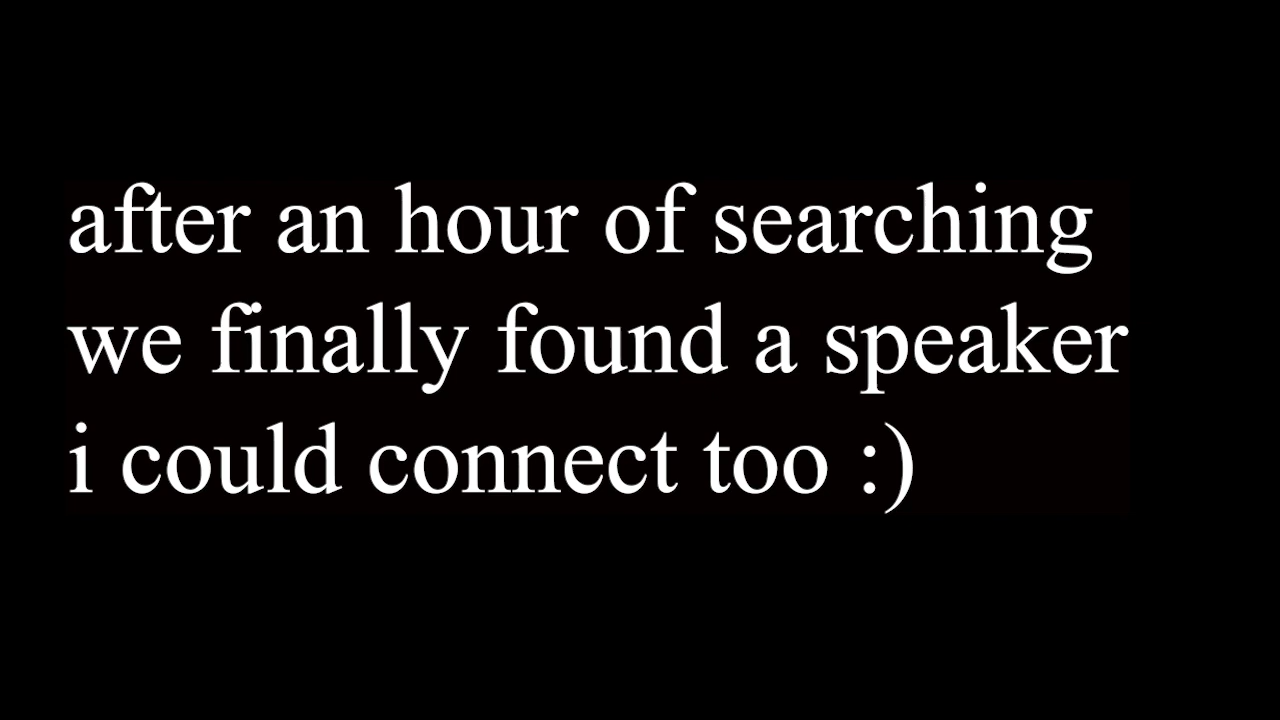 after an hour of searching
we finally found a speaker
i could connect too :)